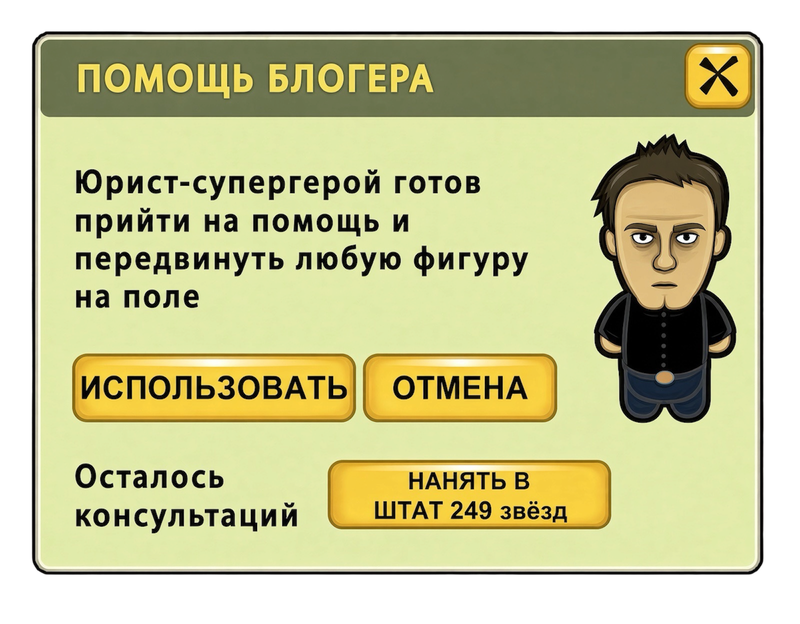 ПОМОЩЬ БЛОГЕРА
Юрист-супергерой готов
прийти на помощь и
передвинуть любую фигуру
на поле
ИСПОЛЬЗОВАТЬ
ОТМЕНА
Осталось
консультаций
НАНЯТЬ В
ШТАТ 249 звёзд